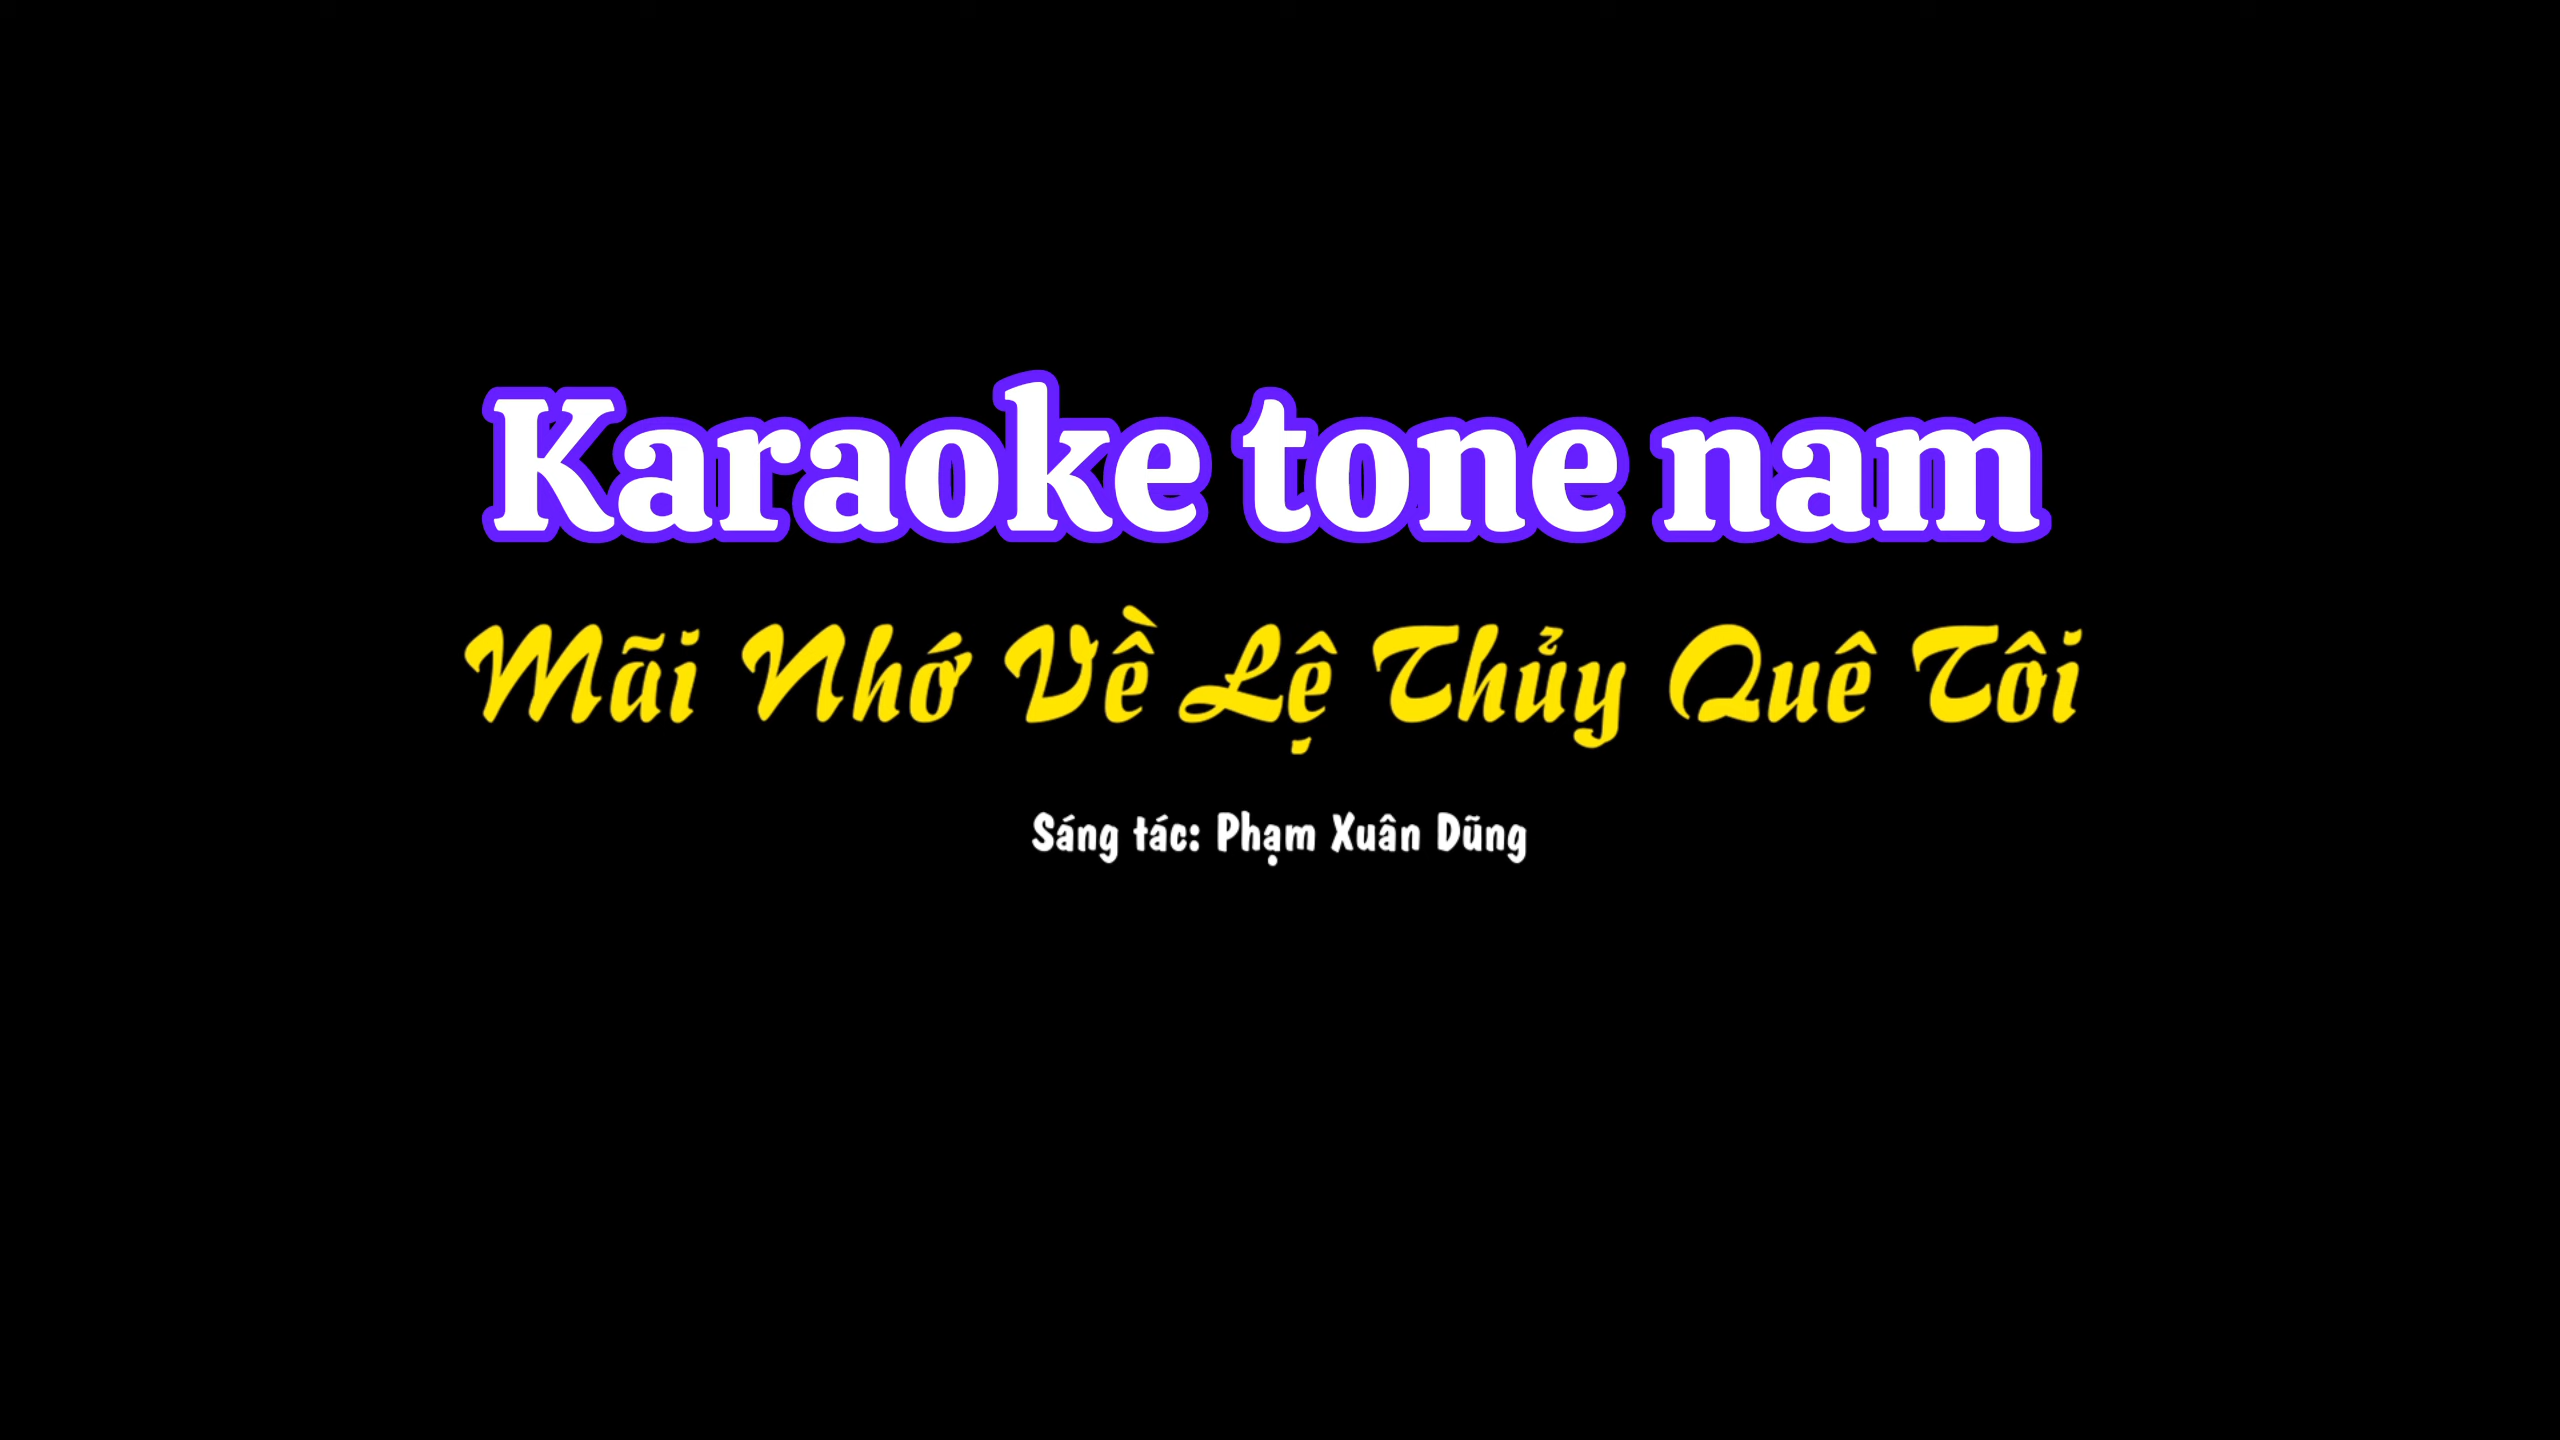 Karaoke tone nam
Mãi Nhớ Về Lệ Thủy Quê Tôi
Sáng tác: Phạm Xuân Dũng